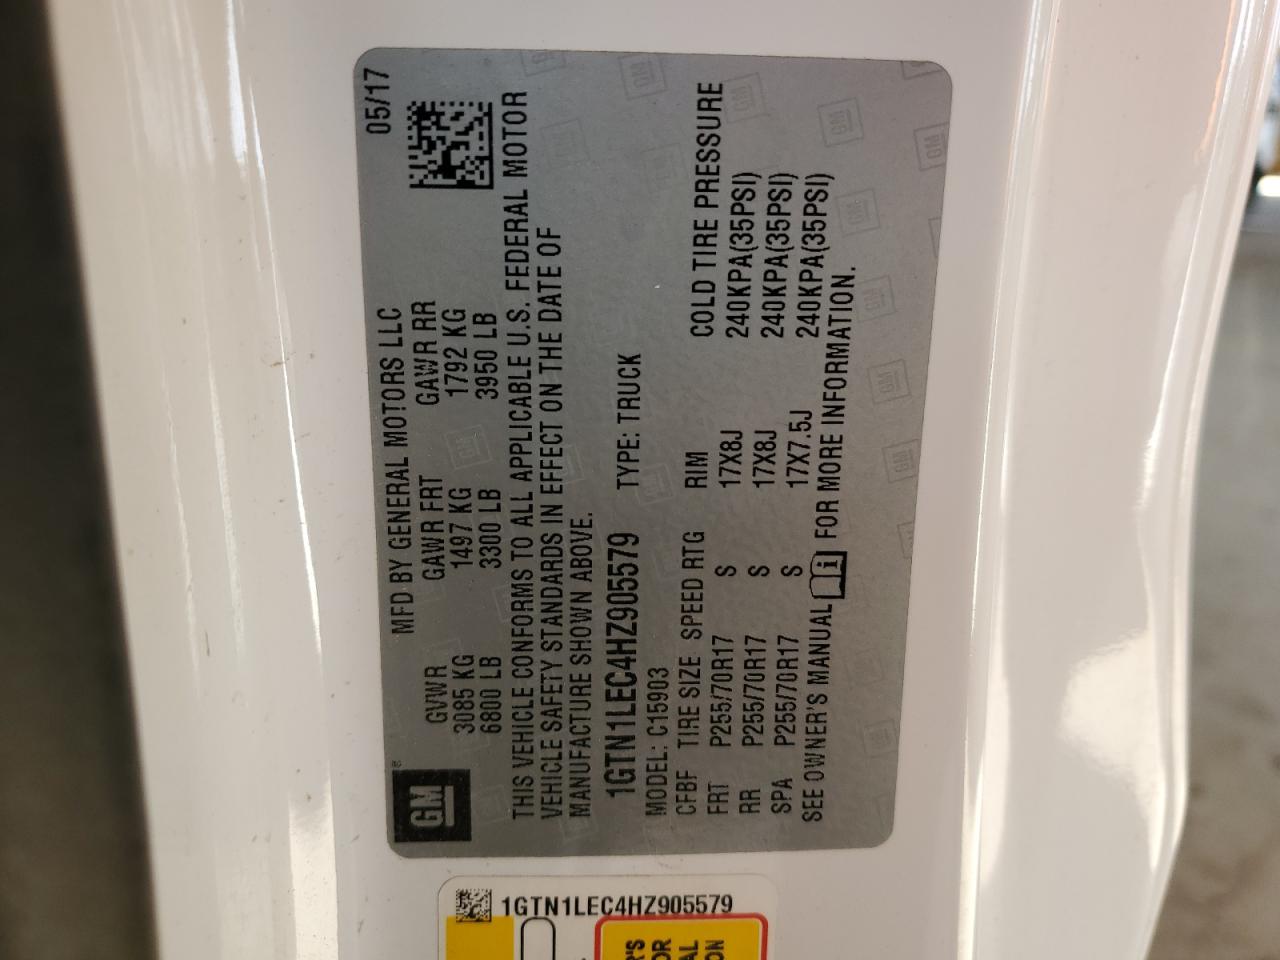 GM
MFD BY GENERAL MOTORS LLC 05/17
GVWR GAWR FRT GAWR RR
3085 KG 1497 KG 1792 KG
6800 LB 3300 LB 3950 LB
THIS VEHICLE CONFORMS TO ALL APPLICABLE U.S. FEDERAL MOTOR
VEHICLE SAFETY STANDARDS IN EFFECT ON THE DATE OF
MANUFACTURE SHOWN ABOVE.
1GTN1LEC4HZ905579 TYPE: TRUCK
MODEL: C15903
CFBF TIRE SIZE SPEED RTG RIM COLD TIRE PRESSURE
FRT P255/70R17 S 17X8J 240KPA(35PSI)
RR P255/70R17 S 17X8J 240KPA(35PSI)
SPA P255/70R17 S 17X7.5J 240KPA(35PSI)
SEE OWNER'S MANUAL i FOR MORE INFORMATION.
1GTN1LEC4HZ905579